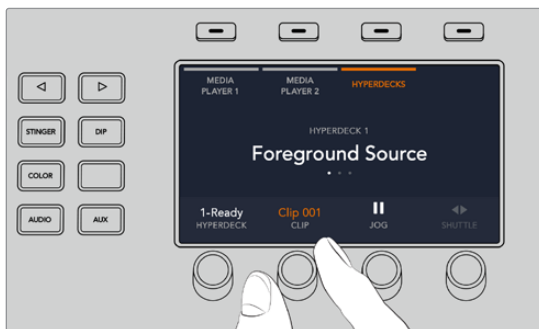 MEDIA
PLAYER 1
MEDIA
PLAYER 2
HYPERDECKS
HYPERDECK 1
Foreground Source
1-Ready
HYPERDECK
Clip 001
CLIP
JOG
SHUTTLE
STINGER
DIP
COLOR
AUDIO
AUX